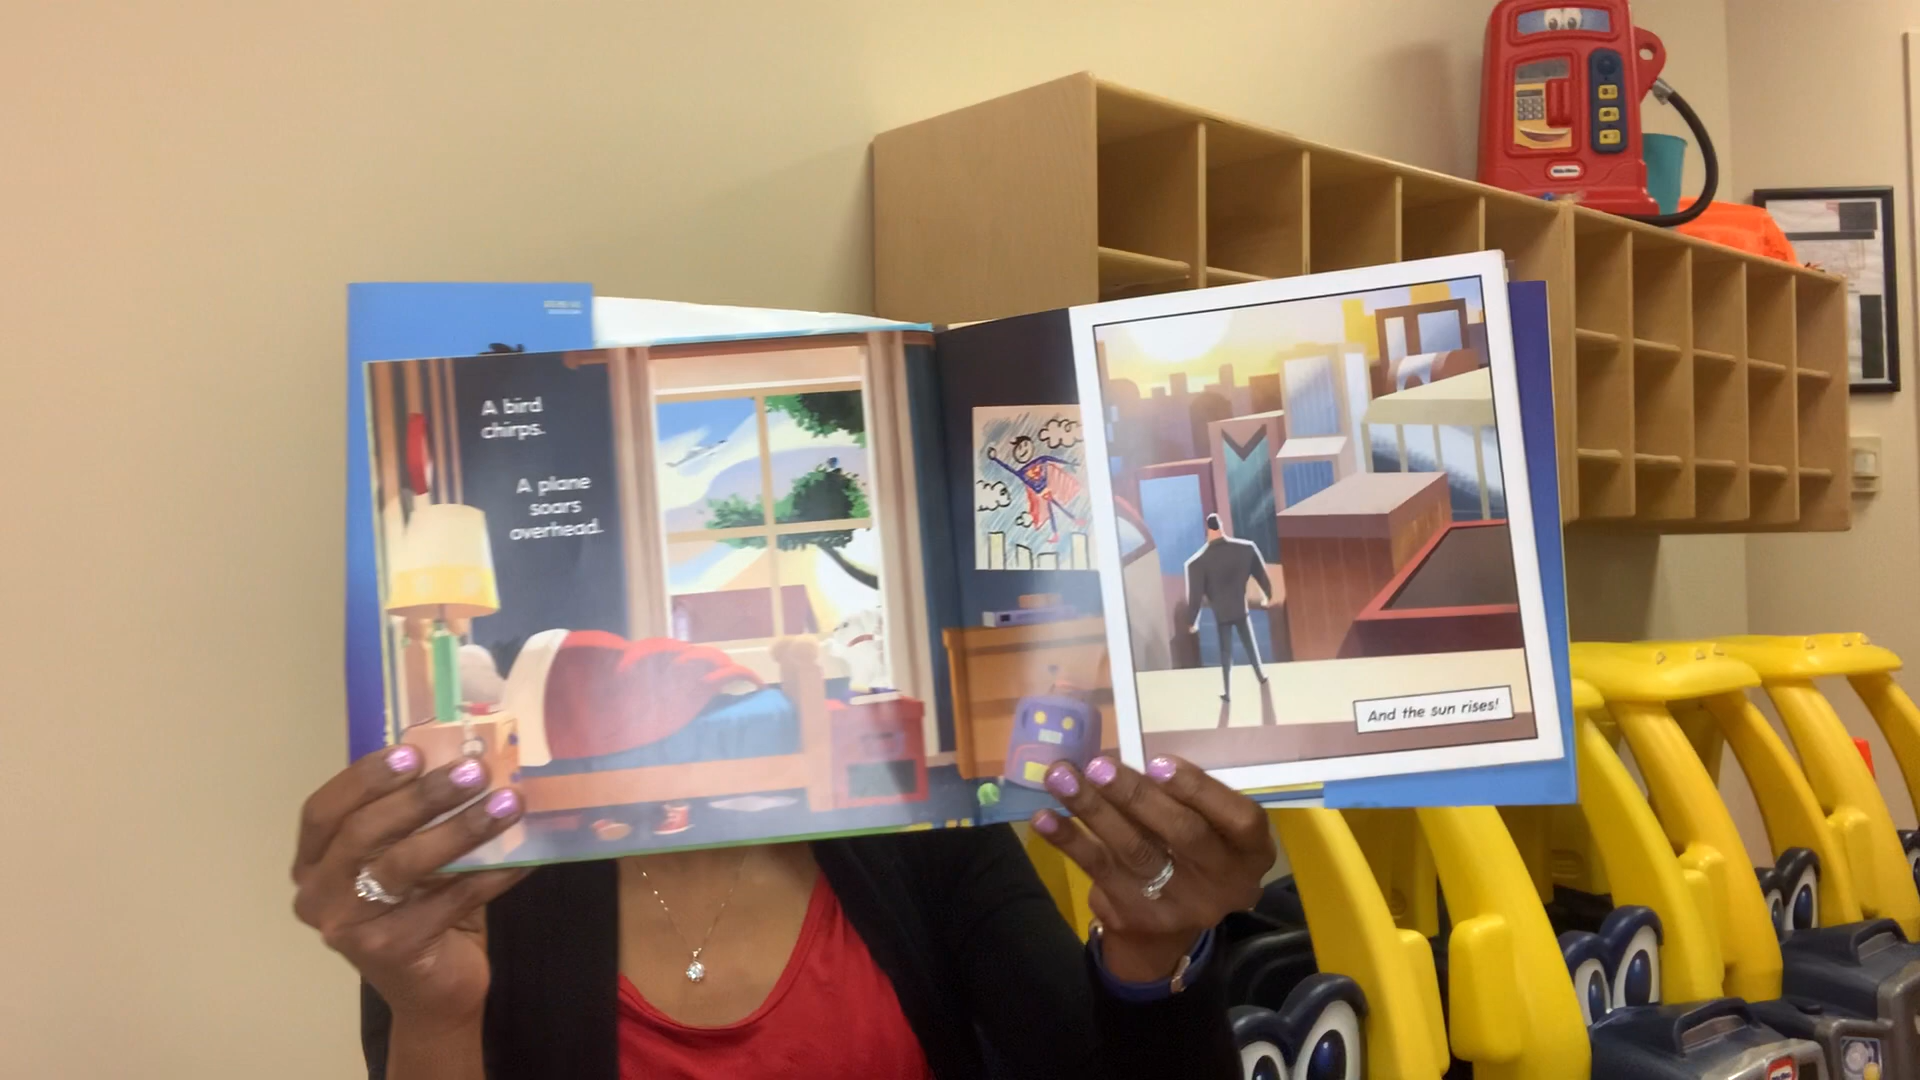 A bird
chirps.
A plane
soars
overhead.
And the sun rises!